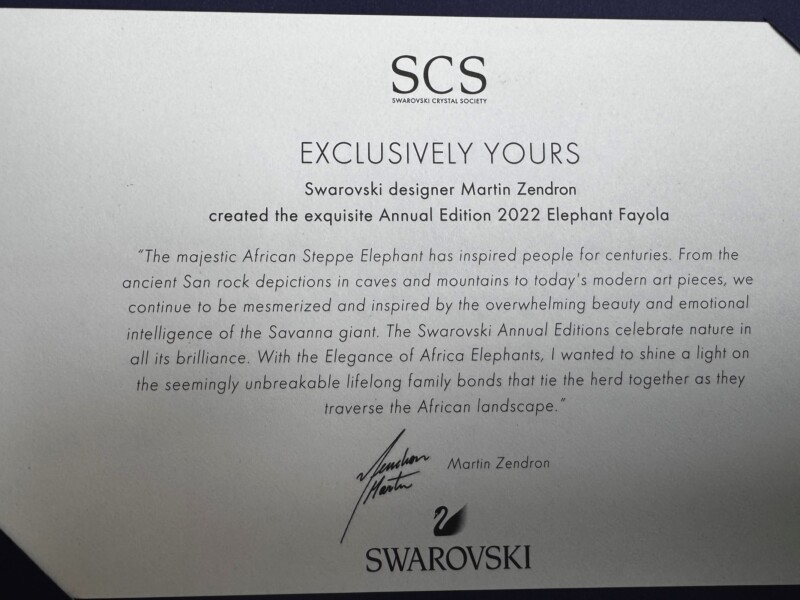 SCS
SWAROVSKI CRYSTAL SOCIETY
EXCLUSIVELY YOURS
Swarovski designer Martin Zendron
created the exquisite Annual Edition 2022 Elephant Fayola
“The majestic African Steppe Elephant has inspired people for centuries. From the
ancient San rock depictions in caves and mountains to today's modern art pieces, we
continue to be mesmerized and inspired by the overwhelming beauty and emotional
intelligence of the Savanna giant. The Swarovski Annual Editions celebrate nature in
all its brilliance. With the Elegance of Africa Elephants, I wanted to shine a light on
the seemingly unbreakable lifelong family bonds that tie the herd together as they
traverse the African landscape.”
Zendron
Martin
Martin Zendron
SWAROVSKI